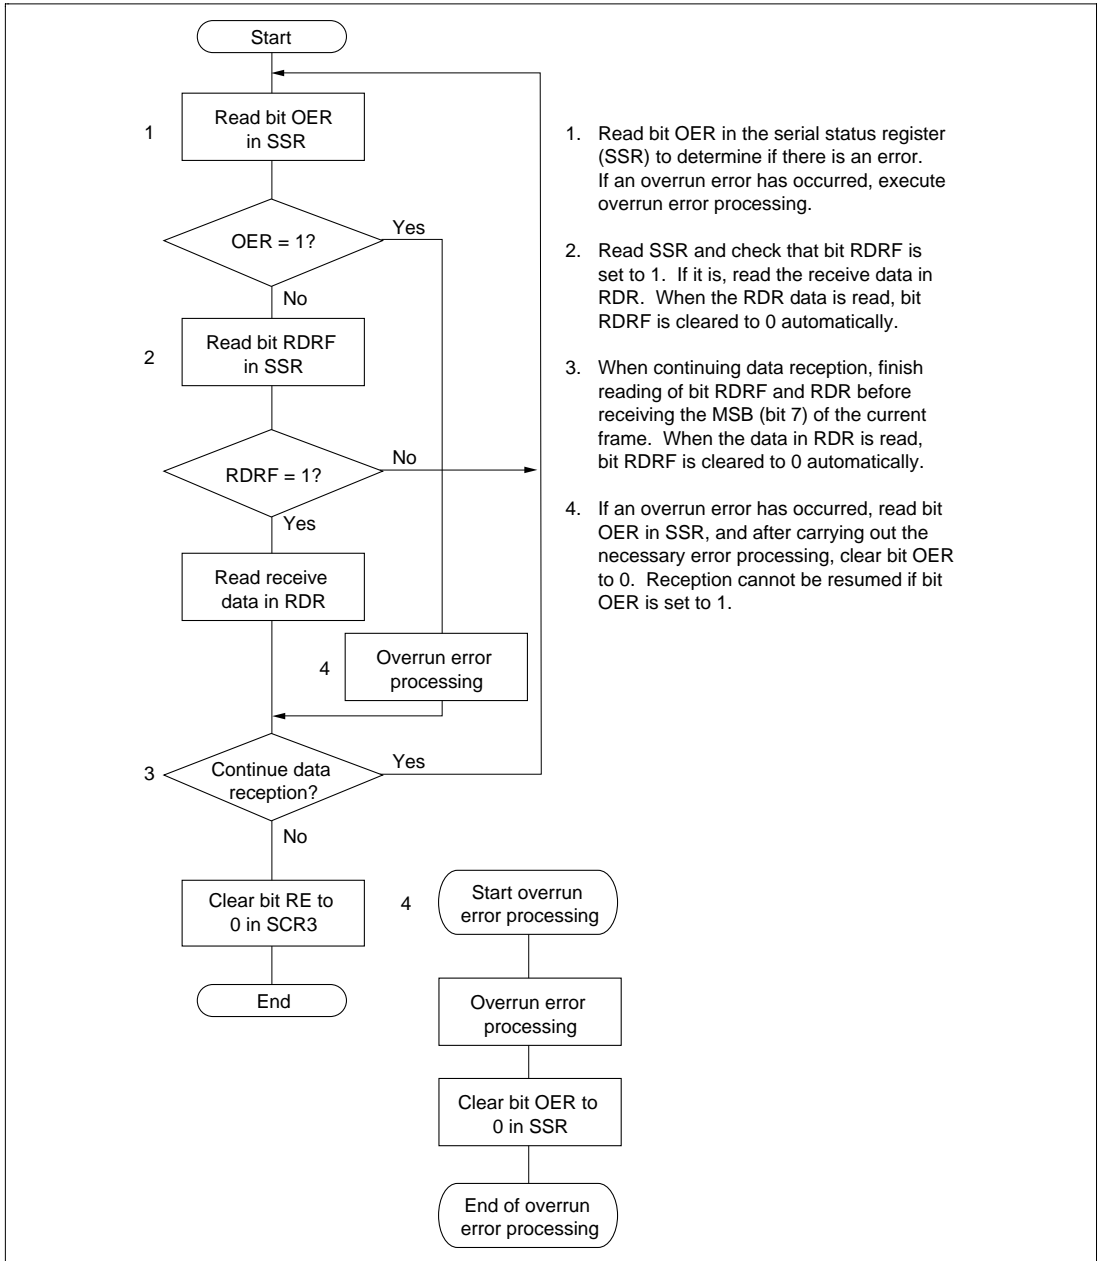 Start
1
Read bit OER
in SSR
OER = 1?
Yes
No
2
Read bit RDRF
in SSR
RDRF = 1?
No
Yes
Read receive
data in RDR
4
Overrun error
processing
3
Continue data
reception?
Yes
No
Clear bit RE to
0 in SCR3
End
4
Start overrun
error processing
Overrun error
processing
Clear bit OER to
0 in SSR
End of overrun
error processing
1. Read bit OER in the serial status register
(SSR) to determine if there is an error.
If an overrun error has occurred, execute
overrun error processing.
2. Read SSR and check that bit RDRF is
set to 1. If it is, read the receive data in
RDR. When the RDR data is read, bit
RDRF is cleared to 0 automatically.
3. When continuing data reception, finish
reading of bit RDRF and RDR before
receiving the MSB (bit 7) of the current
frame. When the data in RDR is read,
bit RDRF is cleared to 0 automatically.
4. If an overrun error has occurred, read bit
OER in SSR, and after carrying out the
necessary error processing, clear bit OER
to 0. Reception cannot be resumed if bit
OER is set to 1.